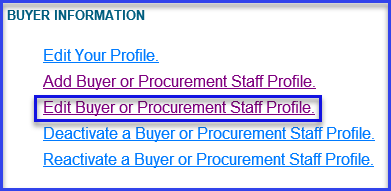 BUYER INFORMATION
Edit Your Profile.
Add Buyer or Procurement Staff Profile.
Edit Buyer or Procurement Staff Profile.
Deactivate a Buyer or Procurement Staff Profile.
Reactivate a Buyer or Procurement Staff Profile.